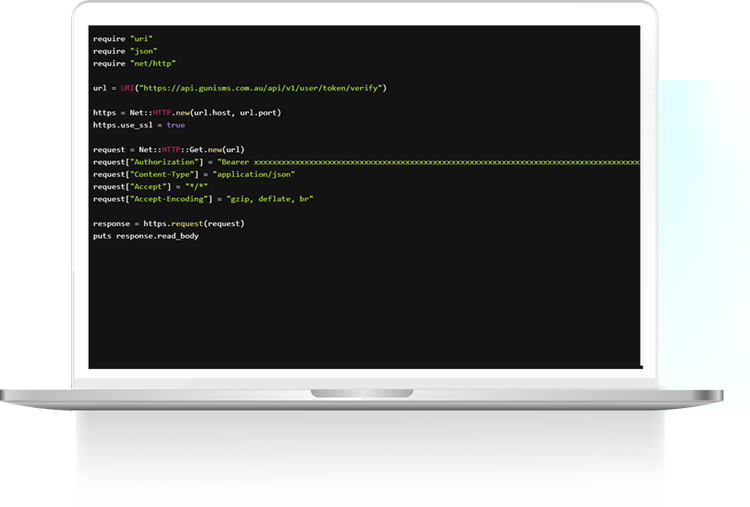 require "uri"
require "json"
require "net/http"
url = URI("https://api.gunisms.com.au/api/v1/user/token/verify")
https = Net::HTTP.new(url.host, url.port)
https.use_ssl = true
request = Net::HTTP::Get.new(url)
request["Authorization"] = "Bearer xxxxxxxxxxxxxxxxxxxxxxxxxxxxxxxxxxxxxxxxxxxxxxxxxxxxxxxxxxxxxxxxxxxxxxxxxxxxxxxxxxxx
request["Content-Type"] = "application/json"
request["Accept"] = "*/*"
request["Accept-Encoding"] = "gzip, deflate, br"
response = https.request(request)
puts response.read_body